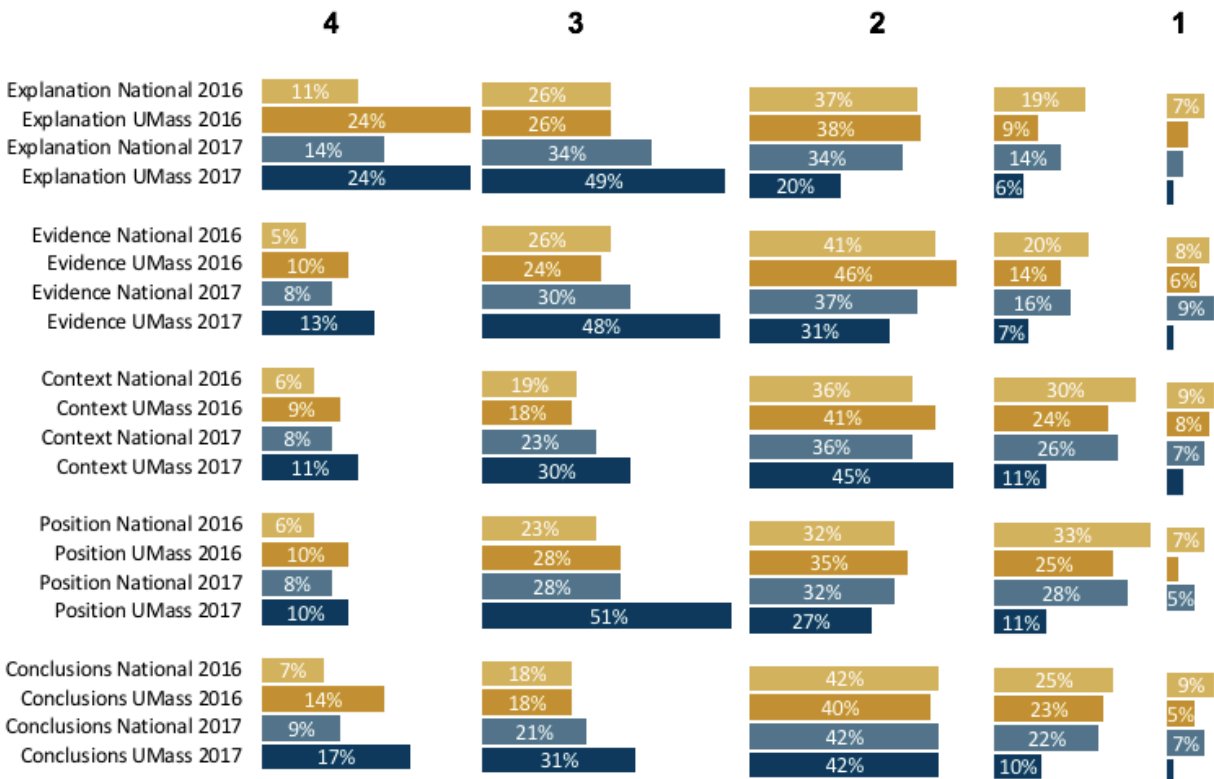 4 3 2 1
Explanation National 2016 11% 26% 37% 19% 7%
Explanation UMass 2016 24% 26% 38% 9%
Explanation National 2017 14% 34% 34% 14%
Explanation UMass 2017 24% 49% 20% 6%
Evidence National 2016 5% 26% 41% 20% 8%
Evidence UMass 2016 10% 24% 46% 14% 6%
Evidence National 2017 8% 30% 37% 16% 9%
Evidence UMass 2017 13% 48% 31% 7%
Context National 2016 6% 19% 36% 30% 9%
Context UMass 2016 9% 18% 41% 24% 8%
Context National 2017 8% 23% 36% 26% 7%
Context UMass 2017 11% 30% 45% 11%
Position National 2016 6% 23% 32% 33% 7%
Position UMass 2016 10% 28% 35% 25%
Position National 2017 8% 28% 32% 28% 5%
Position UMass 2017 10% 51% 27% 11%
Conclusions National 2016 7% 18% 42% 25% 9%
Conclusions UMass 2016 14% 18% 40% 23% 5%
Conclusions National 2017 9% 21% 42% 22% 7%
Conclusions UMass 2017 17% 31% 42% 10%